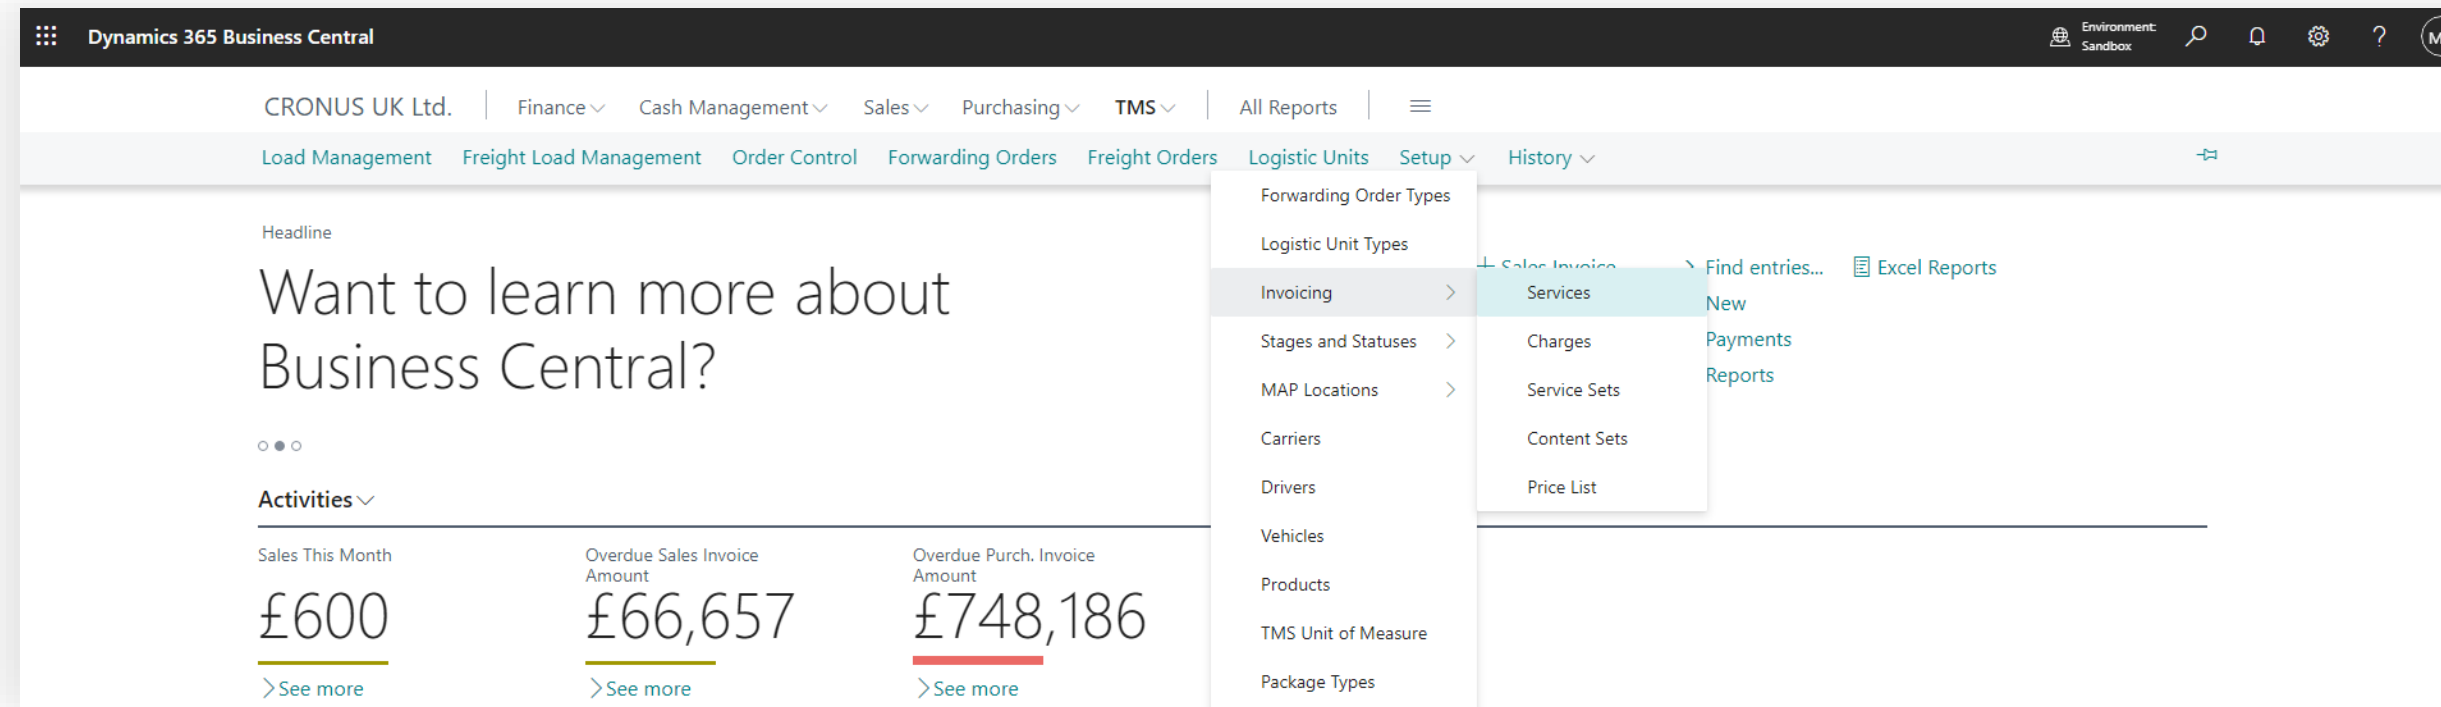 Dynamics 365 Business Central
Environment:
Sandbox
CRONUS UK Ltd. Finance Cash Management Sales Purchasing TMS All Reports
Load Management Freight Load Management Order Control Forwarding Orders Freight Orders Logistic Units Setup History
Forwarding Order Types
Logistic Unit Types
Invoicing
Stages and Statuses
MAP Locations
Carriers
Drivers
Vehicles
Products
TMS Unit of Measure
Package Types
Services
Charges
Service Sets
Content Sets
Price List
Headline
Want to learn more about
Business Central?
+ Sales Invoice
Find entries...
New
Payments
Reports
Excel Reports
Activities
Sales This Month
£600
See more
Overdue Sales Invoice
Amount
£66,657
See more
Overdue Purch. Invoice
Amount
£748,186
See more